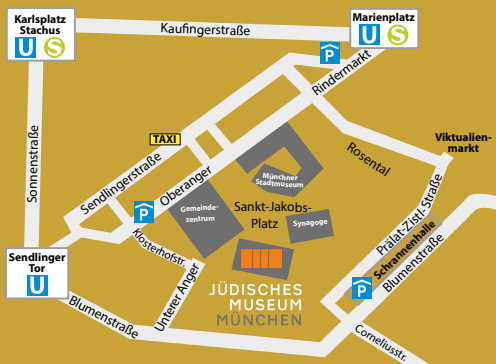 Karlsplatz
Stachus
U S
Kaufingerstraße
Marienplatz
U S
P
Rindermarkt
Sonnenstraße
TAXI
Sendlingerstraße
Oberanger
Rosental
Viktualien-
markt
Münchner
Stadtmuseum
Gemeinde-
zentrum
Sankt-Jakobs-
Platz
Synagoge
P
Klosterhofstr.
Prälat-Zistl-Straße
Schrannenhalle
Blumenstraße
Sendlinger
Tor
U
Unterer Anger
P
JÜDISCHES
MUSEUM
MÜNCHEN
Blumenstraße
Corneliusstr.